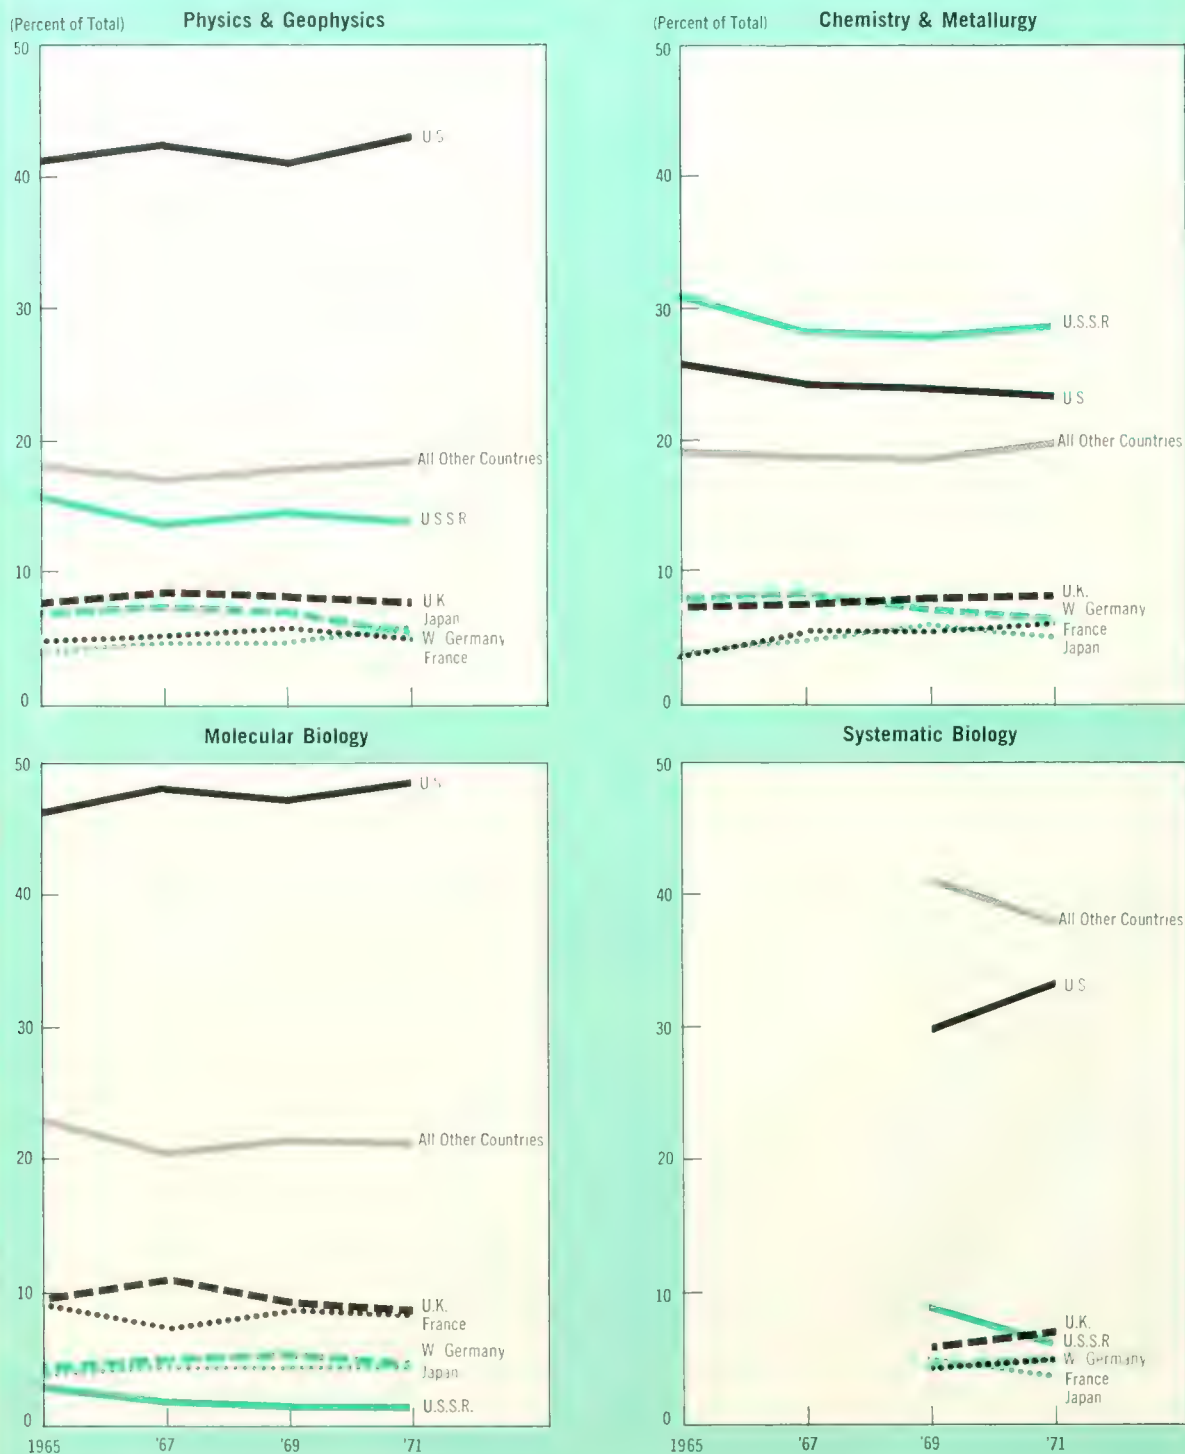 (Percent of Total)
Physics & Geophysics
50
40
30
20
10
0
U S
All Other Countries
U S S R
U K
Japan
W Germany
France
(Percent of Total)
Chemistry & Metallurgy
50
40
30
20
10
0
U.S.S.R
U S
All Other Countries
U.K.
W Germany
France
Japan
Molecular Biology
50
40
30
20
10
0
U S
All Other Countries
U.K.
France
W Germany
Japan
U.S.S.R.
1965 '67 '69 '71
Systematic Biology
50
40
30
20
10
0
All Other Countries
U S
U.K.
U.S.S.R
W Germany
France
Japan
1965 '67 '69 '71